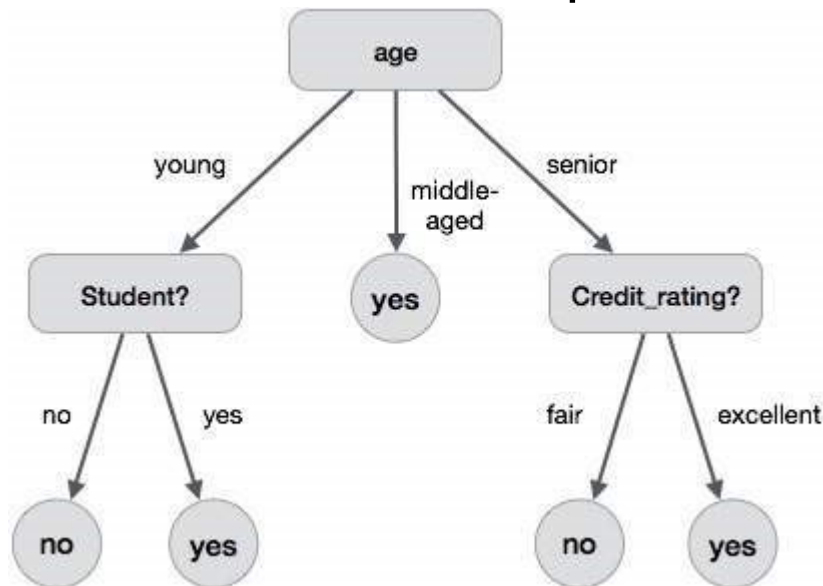 age
young
middle-
aged
senior
Student?
yes
Credit_rating?
no
yes
fair
excellent
no
yes
no
yes